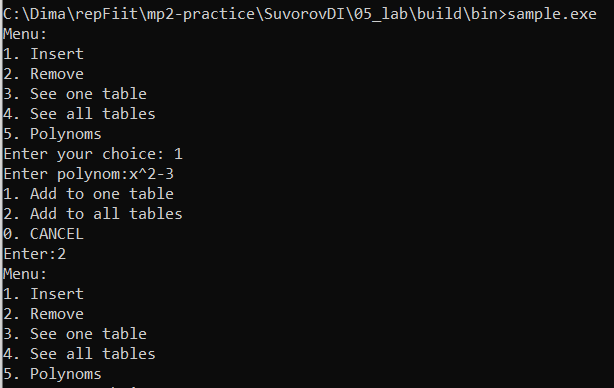 C:\Dima\repFiit\mp2-practice\SuvorovDI\05_lab\build\bin>sample.exe
Menu:
1. Insert
2. Remove
3. See one table
4. See all tables
5. Polynoms
Enter your choice: 1
Enter polynom:x^2-3
1. Add to one table
2. Add to all tables
0. CANCEL
Enter:2
Menu:
1. Insert
2. Remove
3. See one table
4. See all tables
5. Polynoms